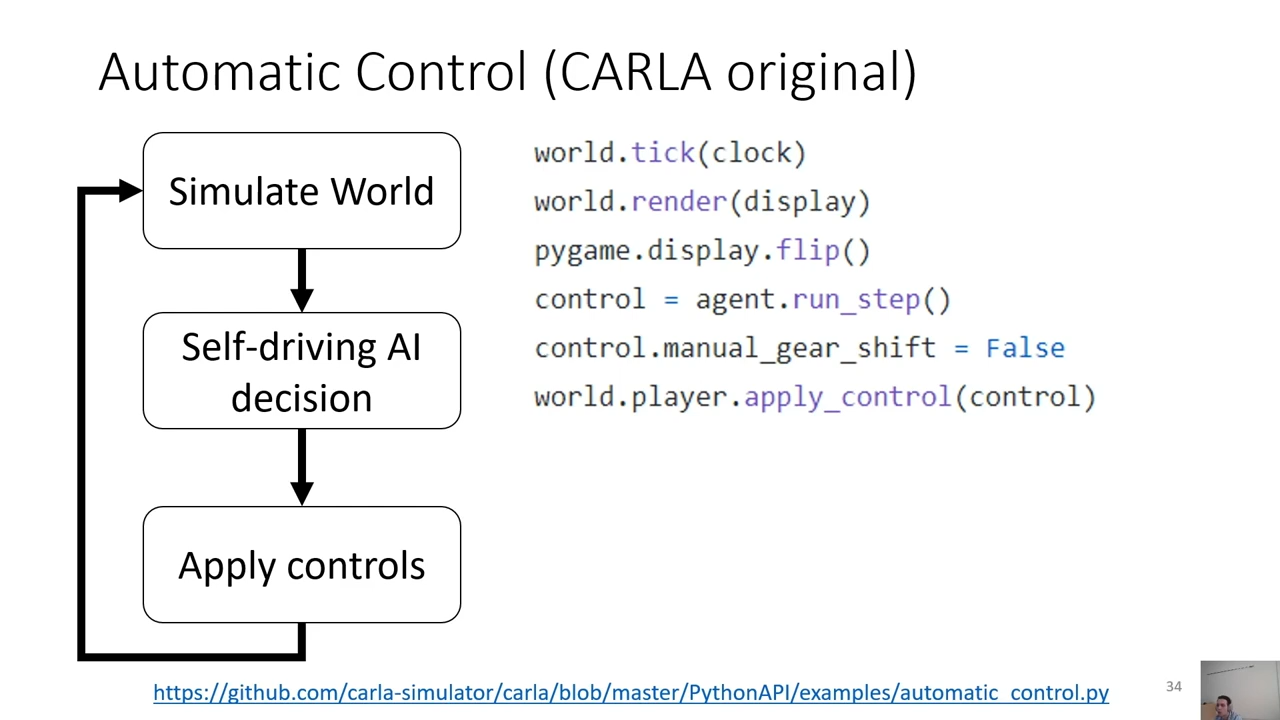 Automatic Control (CARLA original)
Simulate World
Self-driving AI
decision
Apply controls
world.tick(clock)
world.render(display)
pygame.display.flip()
control = agent.run_step()
control.manual_gear_shift = False
world.player.apply_control(control)
https://github.com/carla-simulator/carla/blob/master/PythonAPI/examples/automatic_control.py
34